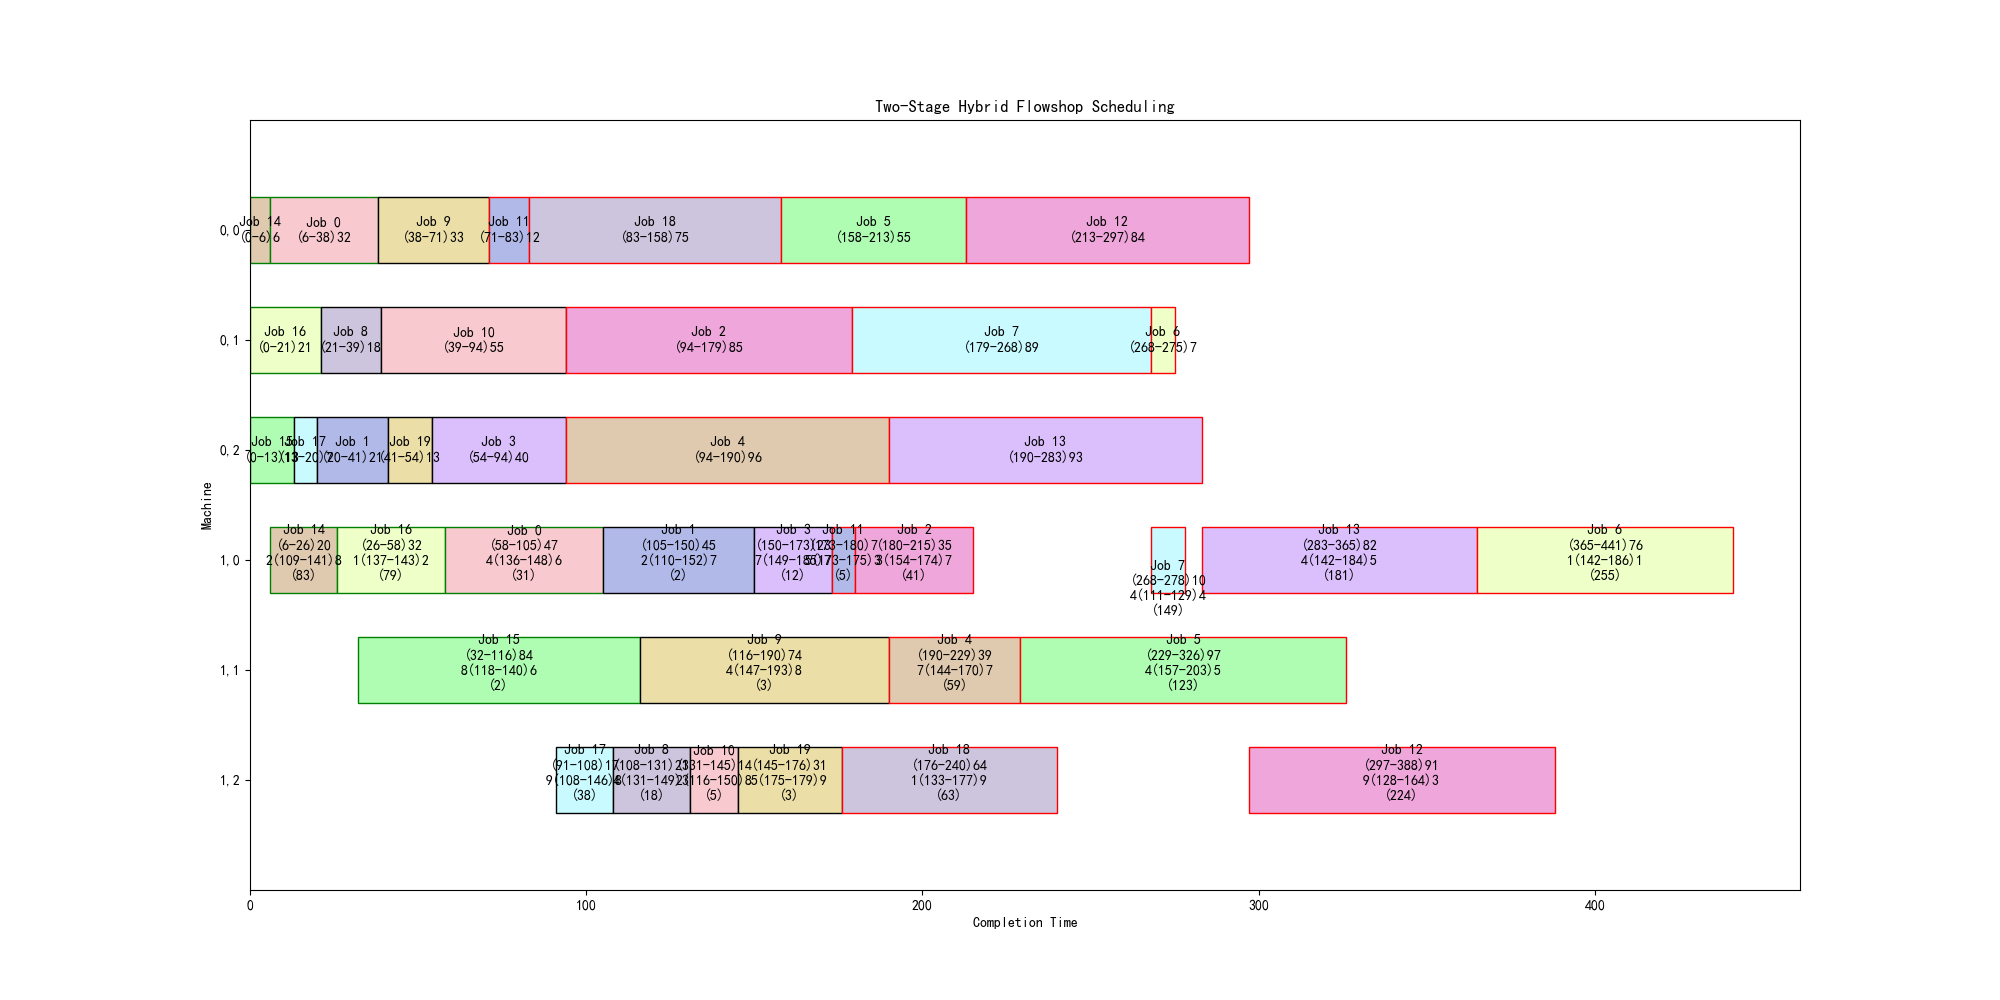 Two-Stage Hybrid Flowshop Scheduling
0,0
Job 14
(0-6)6
Job 0
(6-38)32
Job 9
(38-71)33
Job 11
(71-83)12
Job 18
(83-158)75
Job 5
(158-213)55
Job 12
(213-297)84
0,1
Job 16
(0-21)21
Job 8
(21-39)18
Job 10
(39-94)55
Job 2
(94-179)85
Job 7
(179-268)89
Job 6
(268-275)7
0,2
Job 15
(0-13)13
Job 17
(13-20)7
Job 1
(20-41)21
Job 19
(41-54)13
Job 3
(54-94)40
Job 4
(94-190)96
Job 13
(190-283)93
Machine
1,0
Job 14
(6-26)20
2(109-141)8
(83)
Job 16
(26-58)32
1(137-143)2
(79)
Job 0
(58-105)47
4(136-148)6
(31)
Job 1
(105-150)45
2(110-152)7
(2)
Job 3
(150-173)23
7(149-185)
(12)
Job 11
(173-180)7
5(173-175)3
(5)
Job 2
(180-215)35
(154-174)7
(41)
Job 7
(268-278)10
4(111-129)4
(149)
Job 13
(283-365)82
4(142-184)5
(181)
Job 6
(365-441)76
1(142-186)1
(255)
1,1
Job 15
(32-116)84
8(118-140)6
(2)
Job 9
(116-190)74
4(147-193)8
(3)
Job 4
(190-229)39
7(144-170)7
(59)
Job 5
(229-326)97
4(157-203)5
(123)
1,2
Job 17
(91-108)17
9(108-146)
(38)
Job 8
(108-131)23
(131-149)
(18)
Job 10
(131-145)14
(116-150)8
(5)
Job 19
(145-176)31
5(175-179)9
(3)
Job 18
(176-240)64
1(133-177)9
(63)
Job 12
(297-388)91
9(128-164)3
(224)
0
100
200
300
400
Completion Time